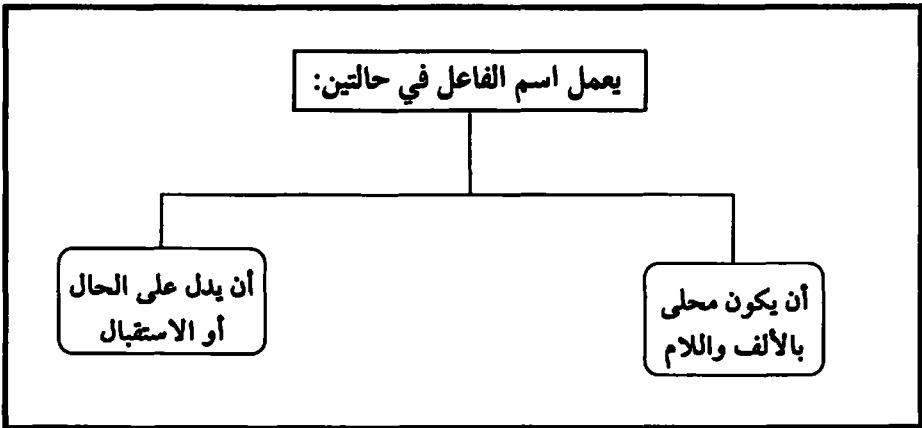 يعمل اسم الفاعل في حالتين:
أن يكون محلى
بالألف واللام
أن يدل على الحال
أو الاستقبال